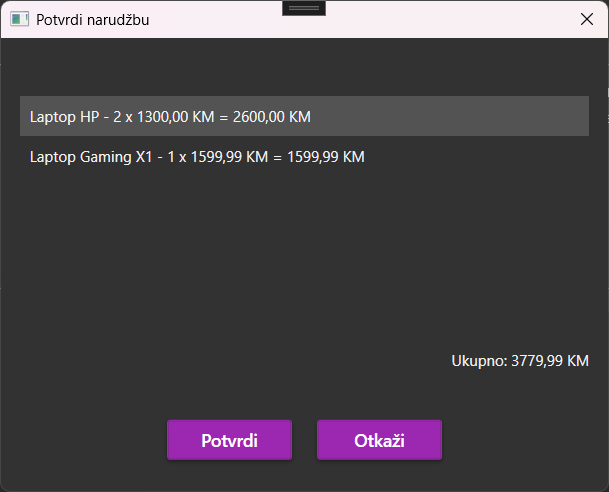 Potvrdi narudžbu
Laptop HP - 2 x 1300,00 KM = 2600,00 KM
Laptop Gaming X1 - 1 x 1599,99 KM = 1599,99 KM
Ukupno: 3779,99 KM
Potvrdi
Otkaži